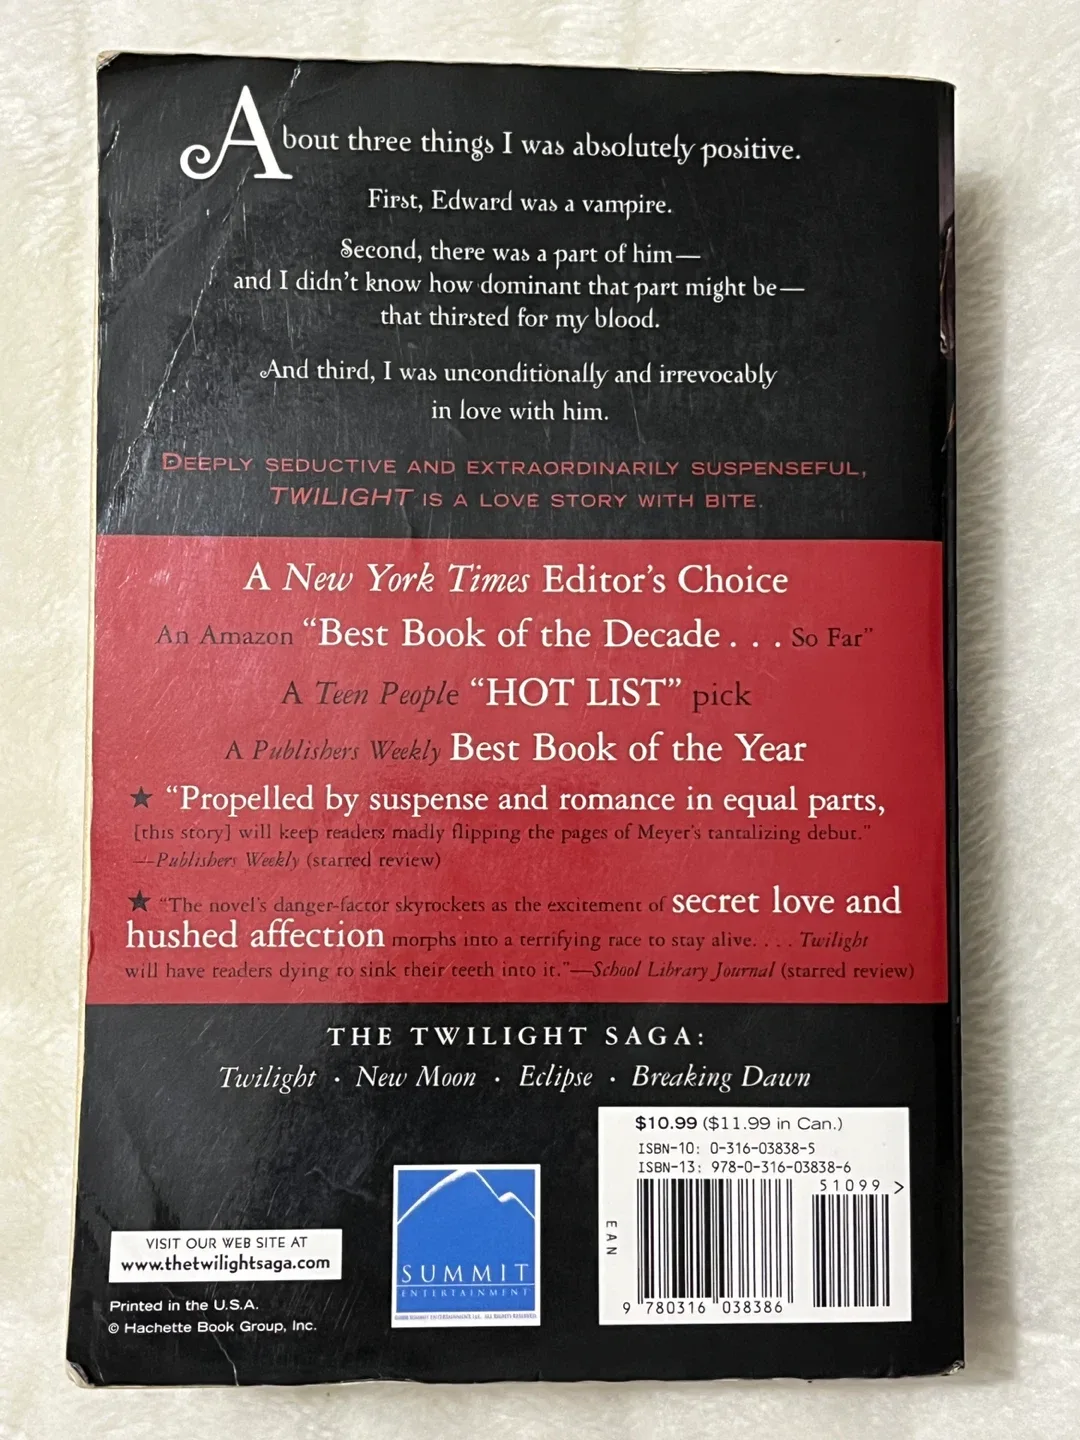 About three things I was absolutely positive.
First, Edward was a vampire.
Second, there was a part of him—
and I didn't know how dominant that part might be—
that thirsted for my blood.
And third, I was unconditionally and irrevocably
in love with him.
DEEPLY SEDUCTIVE AND EXTRAORDINARILY SUSPENSEFUL,
TWILIGHT IS A LOVE STORY WITH BITE.
A New York Times Editor's Choice
An Amazon "Best Book of the Decade . . . So Far"
A Teen People "HOT LIST" pick
A Publishers Weekly Best Book of the Year
★ "Propelled by suspense and romance in equal parts,
[this story] will keep readers madly flipping the pages of Meyer's tantalizing debut."
—Publishers Weekly (starred review)
★ "The novel's danger-factor skyrockets as the excitement of secret love and
hushed affection morphs into a terrifying race to stay alive. . . . Twilight
will have readers dying to sink their teeth into it."—School Library Journal (starred review)
THE TWILIGHT SAGA:
Twilight · New Moon · Eclipse · Breaking Dawn
$10.99 ($11.99 in Can.)
ISBN-10: 0-316-03838-5
ISBN-13: 978-0-316-03838-6
51099 >
EAN
9 780316 038386
VISIT OUR WEB SITE AT
www.thetwilightsaga.com
Printed in the U.S.A.
© Hachette Book Group, Inc.
SUMMIT
ENTERTAINMENT